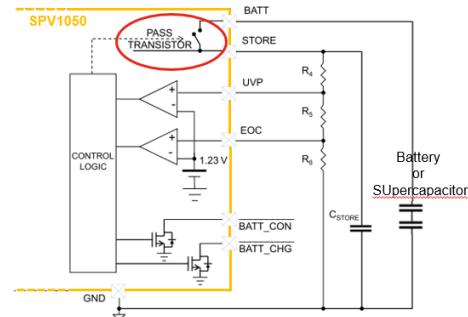 SPV1050
BATT
PASS
TRANSISTOR
STORE
UVP
R4
R5
EOC
CONTROL
LOGIC
1.23 V
R6
Battery
or
SUpercapacitor
CSTORE
BATT_CON
BATT_CHG
GND